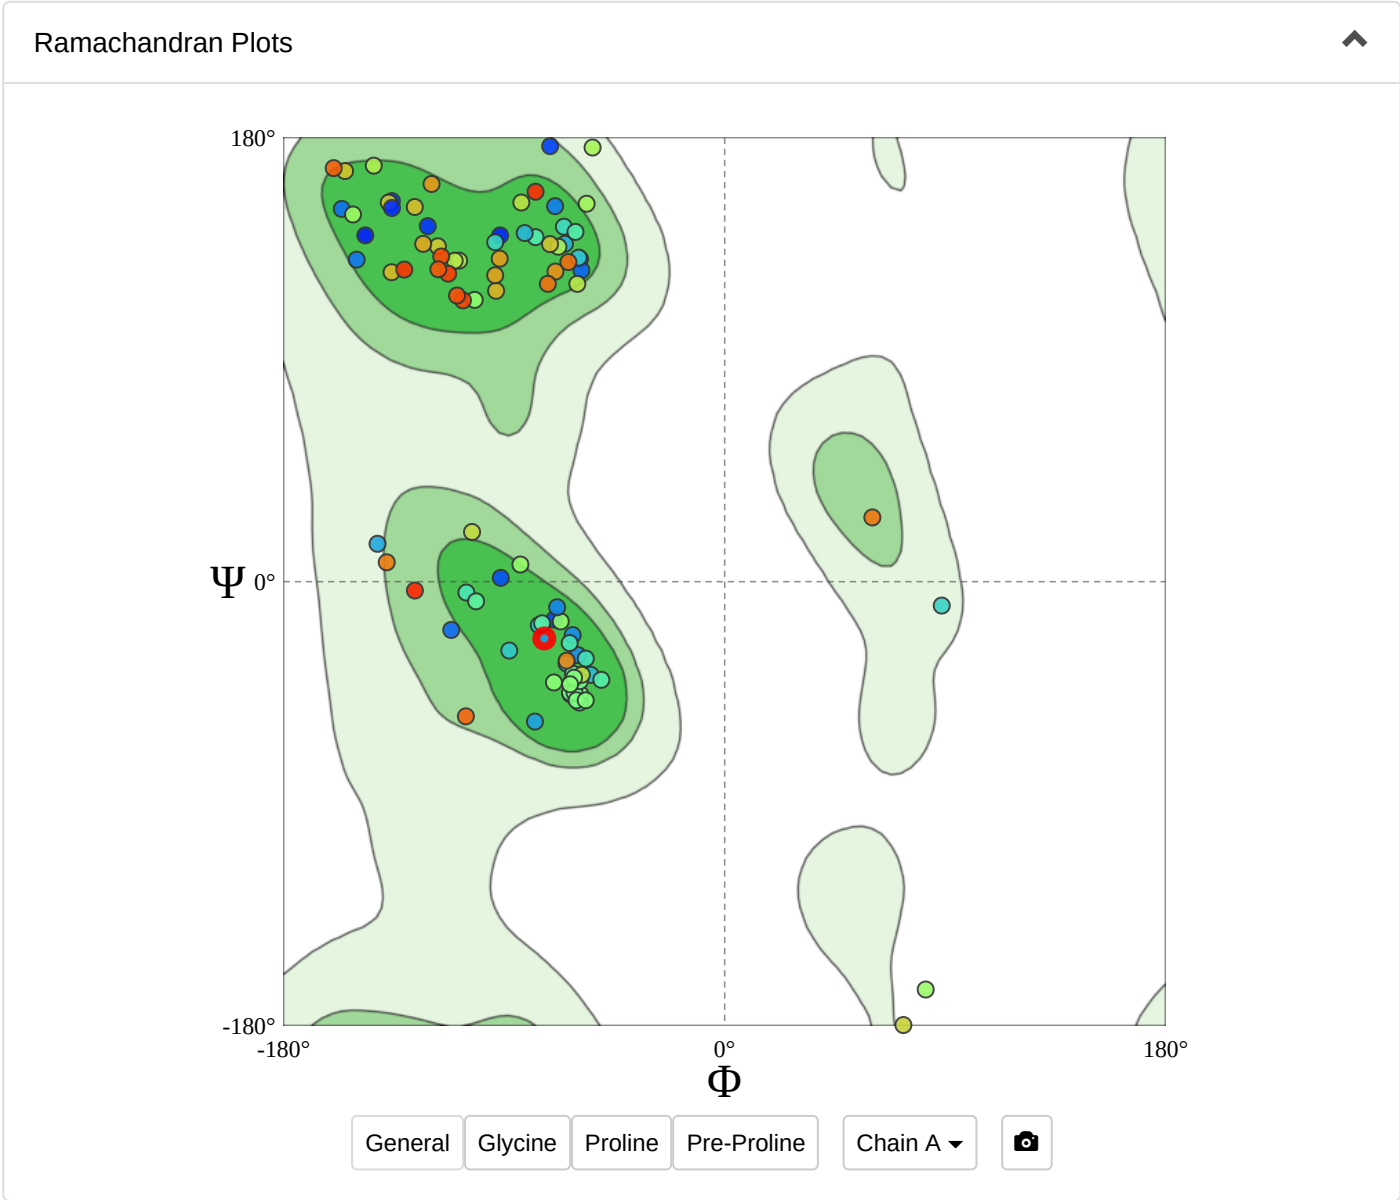 Ramachandran Plots
180°
Ψ 0°
-180°
-180° 0° 180°
Φ
General Glycine Proline Pre-Proline Chain A